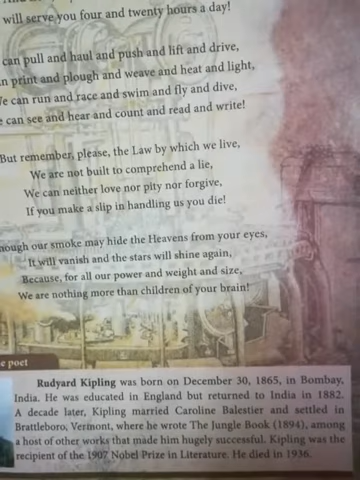 will serve you four and twenty hours a day!
can pull and haul and push and lift and drive,
print and plough and weave and heat and light,
can run and race and swim and fly and dive,
can see and hear and count and read and write!
But remember, please, the Law by which we live,
We are not built to comprehend a lie,
We can neither love nor pity nor forgive,
If you make a slip in handling us you die!
our smoke may hide the Heavens from your eyes,
It will vanish and the stars will shine again,
Because, for all our power and weight and size,
We are nothing more than children of your brain!
poet
Rudyard Kipling was born on December 30, 1865, in Bombay,
India. He was educated in England but returned to India in 1882.
A decade later, Kipling married Caroline Balestier and settled in
Brattleboro, Vermont, where he wrote The Jungle Book (1894), among
a host of other works that made him hugely successful. Kipling was the
recipient of the 1907 Nobel Prize in Literature. He died in 1936.